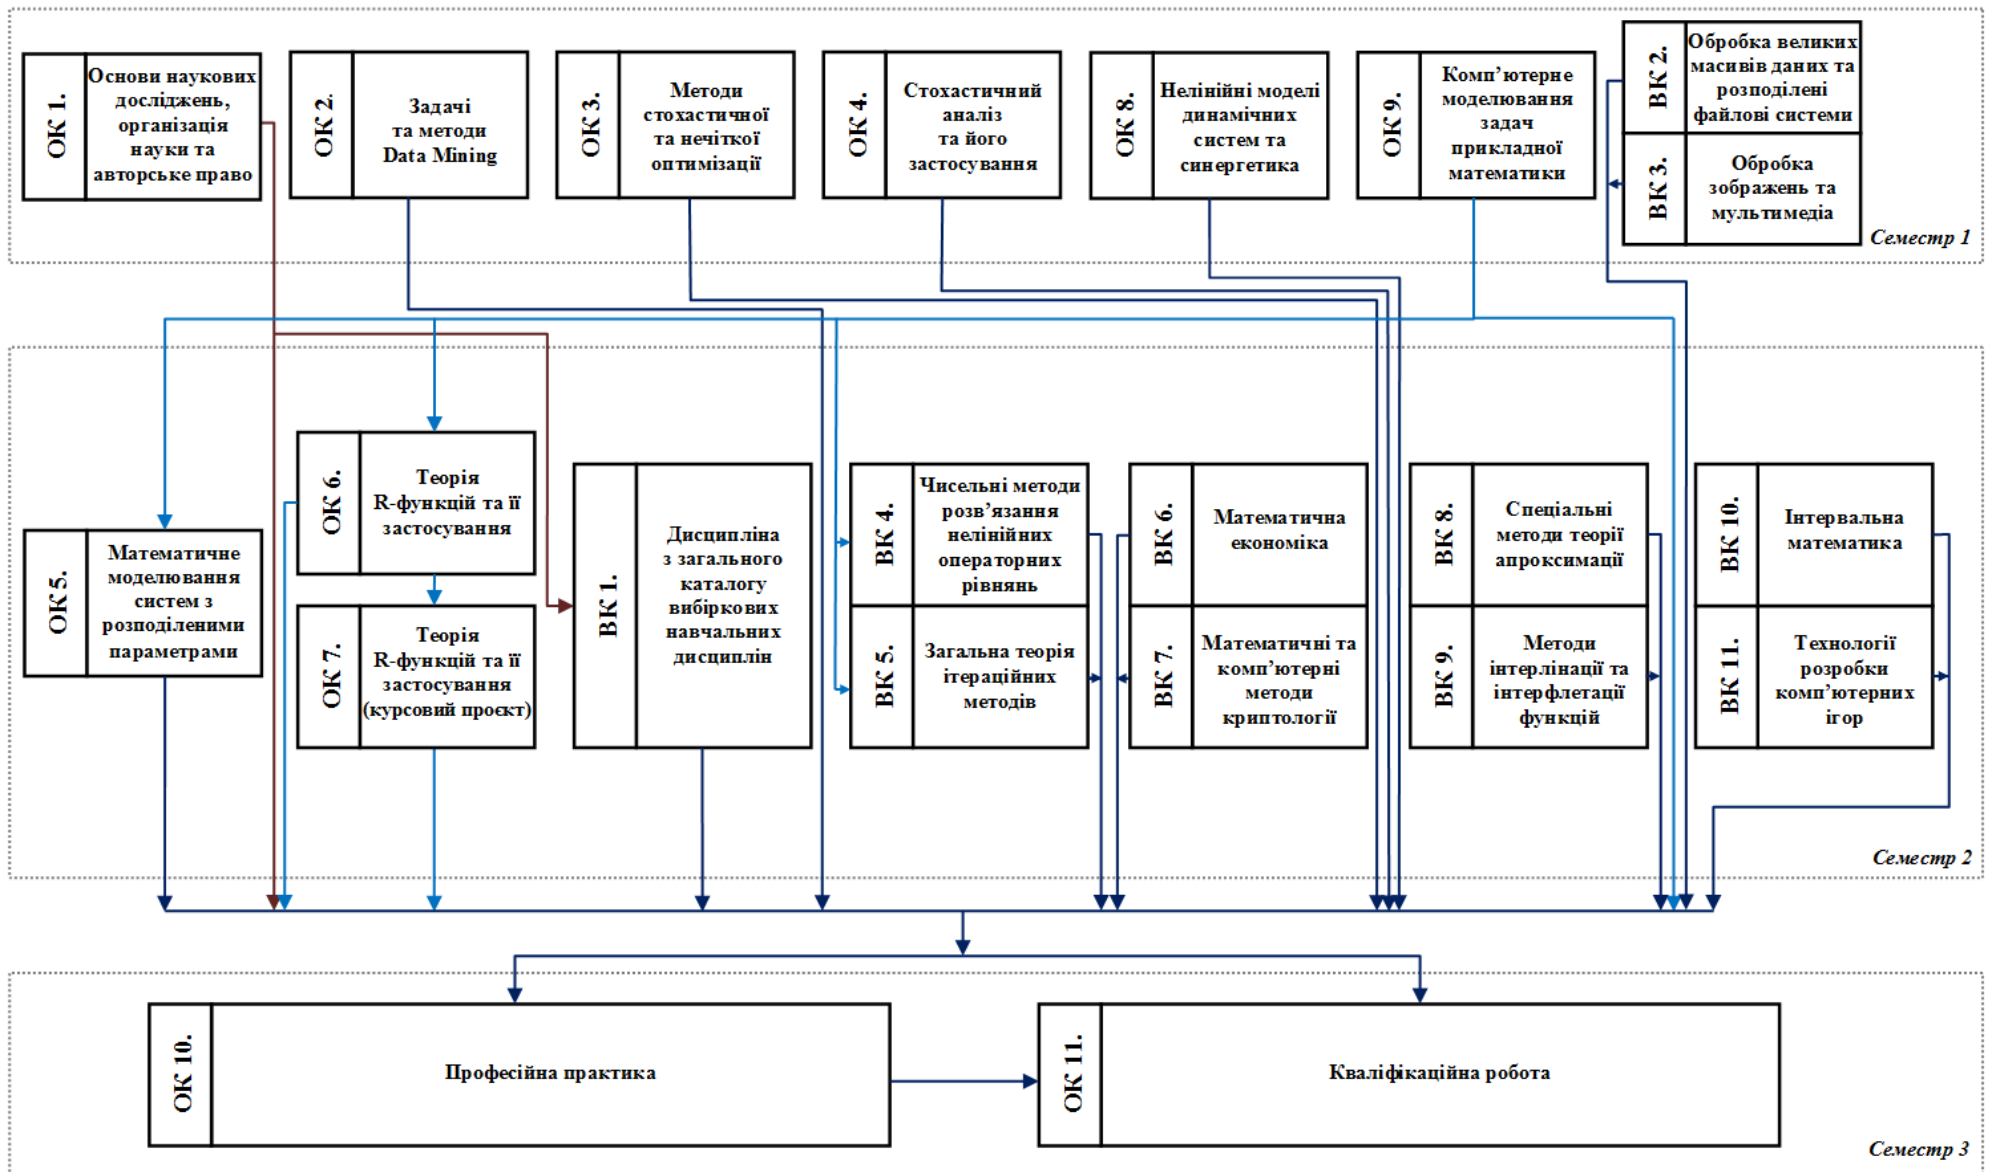 ОК 1.
Основи наукових
досліджень,
організація
науки та
авторське право
ОК 2.
Задачі
та методи
Data Mining
ОК 3.
Методи
стохастичної
та нечіткої
оптимізації
ОК 4.
Стохастичний
аналіз
та його
застосування
ОК 8.
Нелінійні моделі
динамічних
систем та
синергетика
ОК 9.
Комп’ютерне
моделювання
задач
прикладної
математики
ВК 2.
Обробка великих
масивів даних та
розподілені
файлові системи
ВК 3.
Обробка
зображень та
мультимедіа
Семестр 1
ОК 5.
Математичне
моделювання
систем з
розподіленими
параметрами
ОК 6.
Теорія
R-функцій та її
застосування
ОК 7.
Теорія
R-функцій та її
застосування
(курсовий проєкт)
ВК 1.
Дисципліна
з загального
каталогу
вибіркових
навчальних
дисциплін
ВК 4.
Чисельні методи
розв’язання
нелінійних
операторних
рівнянь
ВК 5.
Загальна теорія
ітераційних
методів
ВК 6.
Математична
економіка
ВК 7.
Математичні та
комп’ютерні
методи
криптології
ВК 8.
Спеціальні
методи теорії
апроксимації
ВК 9.
Методи
інтерлінації та
інтерфлетації
функцій
ВК 10.
Інтервальна
математика
ВК 11.
Технології
розробки
комп’ютерних
ігор
Семестр 2
ОК 10.
Професійна практика
ОК 11.
Кваліфікаційна робота
Семестр 3